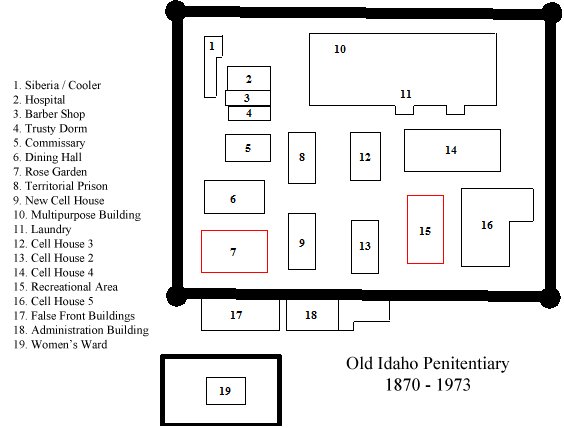 1. Siberia / Cooler
2. Hospital
3. Barber Shop
4. Trusty Dorm
5. Commissary
6. Dining Hall
7. Rose Garden
8. Territorial Prison
9. New Cell House
10. Multipurpose Building
11. Laundry
12. Cell House 3
13. Cell House 2
14. Cell House 4
15. Recreational Area
16. Cell House 5
17. False Front Buildings
18. Administration Building
19. Women's Ward
1
10
2
3
11
4
5
8
12
14
6
7
9
13
15
16
17
18
19
Old Idaho Penitentiary
1870 - 1973